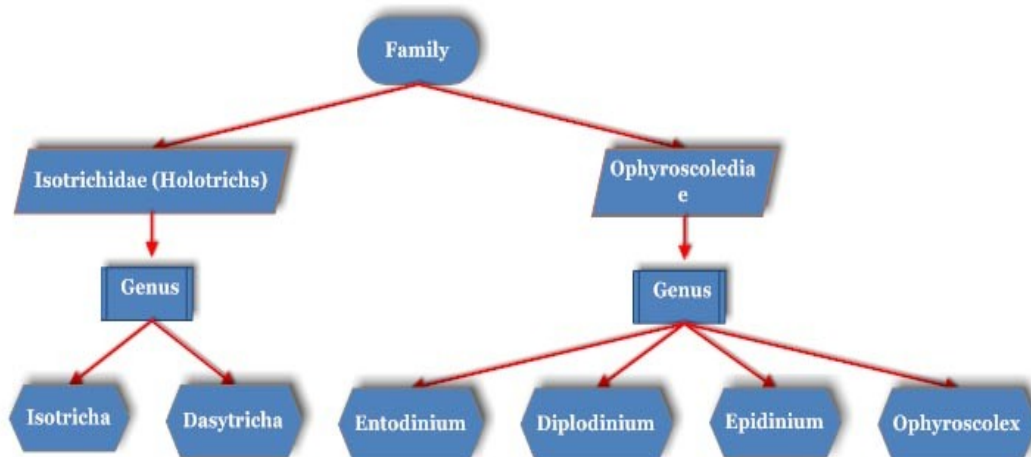 Family
Isotrichidae (Holotrichs)
Ophyroscoledia
e
Genus
Genus
Isotricha
Dasytricha
Entodinium
Diplodinium
Epidinium
Ophyroscolex